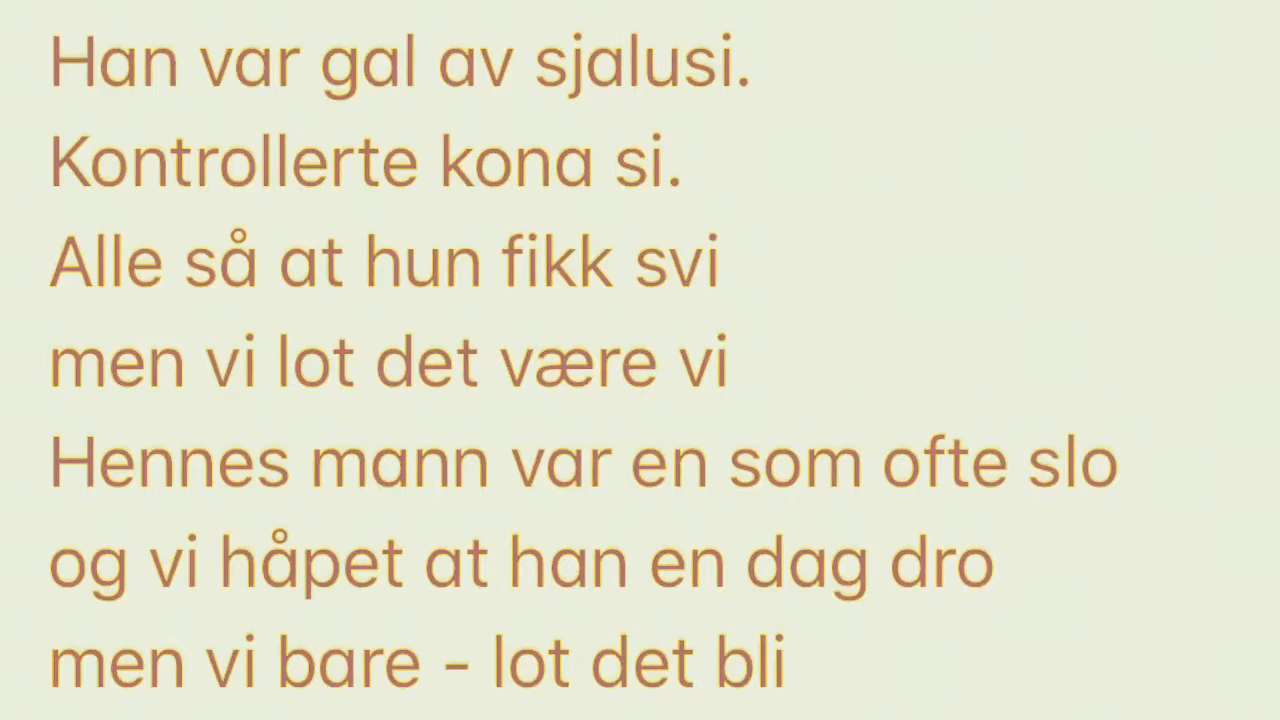 Han var gal av sjalusi.
Kontrollerte kona si.
Alle så at hun fikk svi
men vi lot det være vi
Hennes mann var en som ofte slo
og vi håpet at han en dag dro
men vi bare - lot det bli